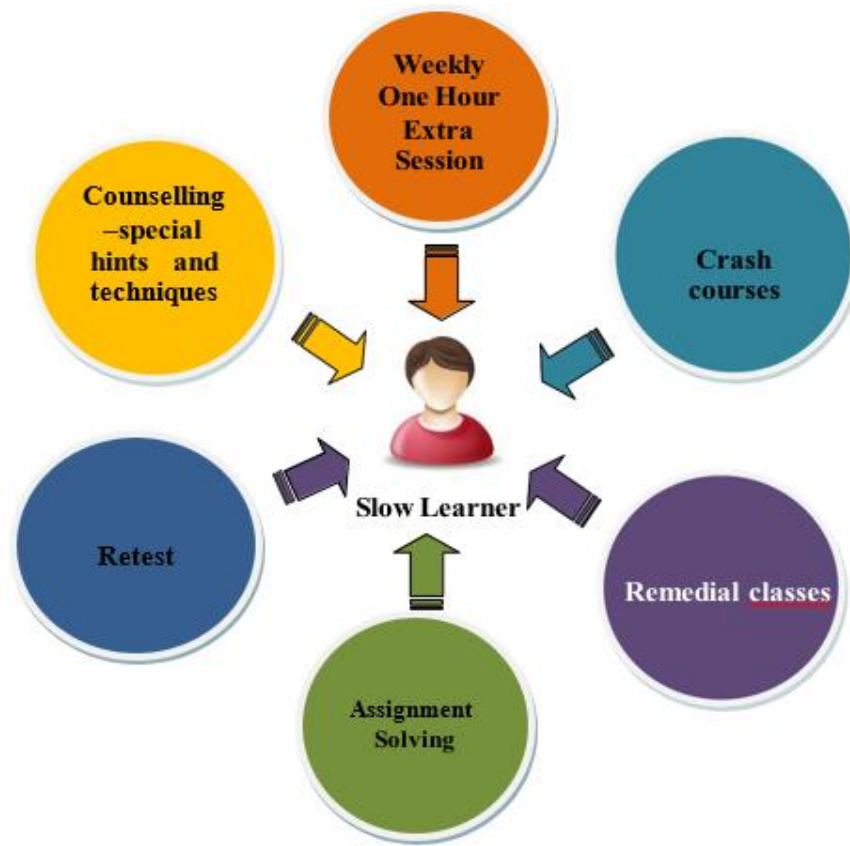 Weekly
One Hour
Extra
Session
Counselling
–special
hints and
techniques
Crash
courses
Slow Learner
Retest
Remedial classes
Assignment
Solving